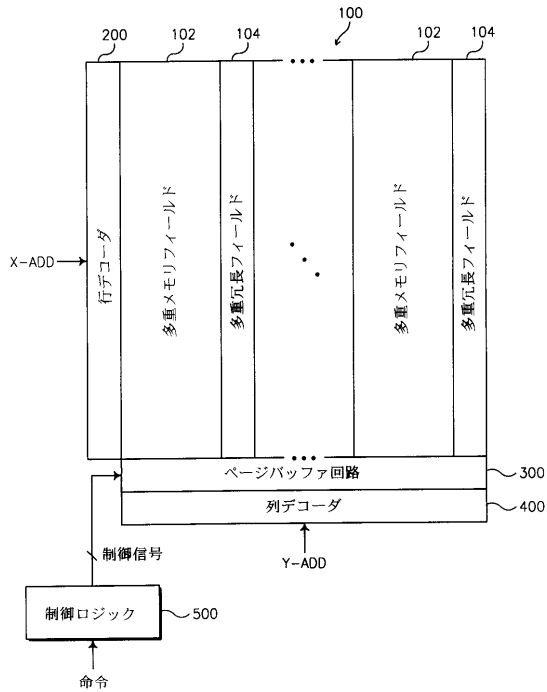 100
200
102
104
102
104
X-ADD
行デコーダ
多重メモリフィールド
多重冗長フィールド
多重メモリフィールド
多重冗長フィールド
ページバッファ回路
300
列デコーダ
400
制御信号
Y-ADD
制御ロジック
500
命令